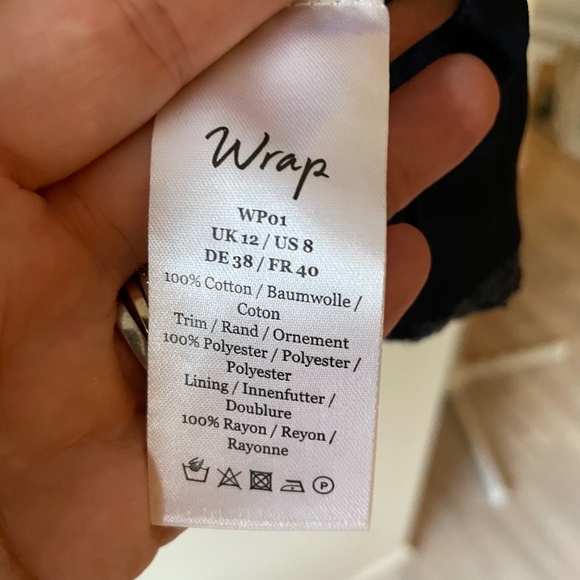 Wrap
WP01
UK 12 / US 8
DE 38 / FR 40
100% Cotton / Baumwolle /
Coton
Trim / Rand / Ornement
100% Polyester / Polyester /
Polyester
Lining / Innenfutter /
Doublure
100% Rayon / Reyon /
Rayonne
P